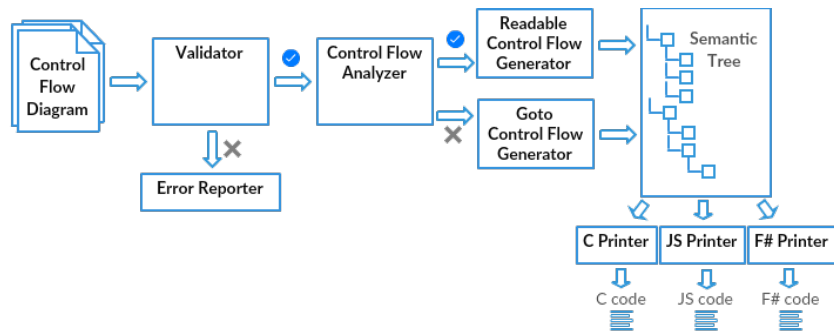 Control
Flow
Diagram
Validator
Control Flow
Analyzer
Readable
Control Flow
Generator
Goto
Control Flow
Generator
Semantic
Tree
Error Reporter
C Printer
JS Printer
F# Printer
C code
JS code
F# code